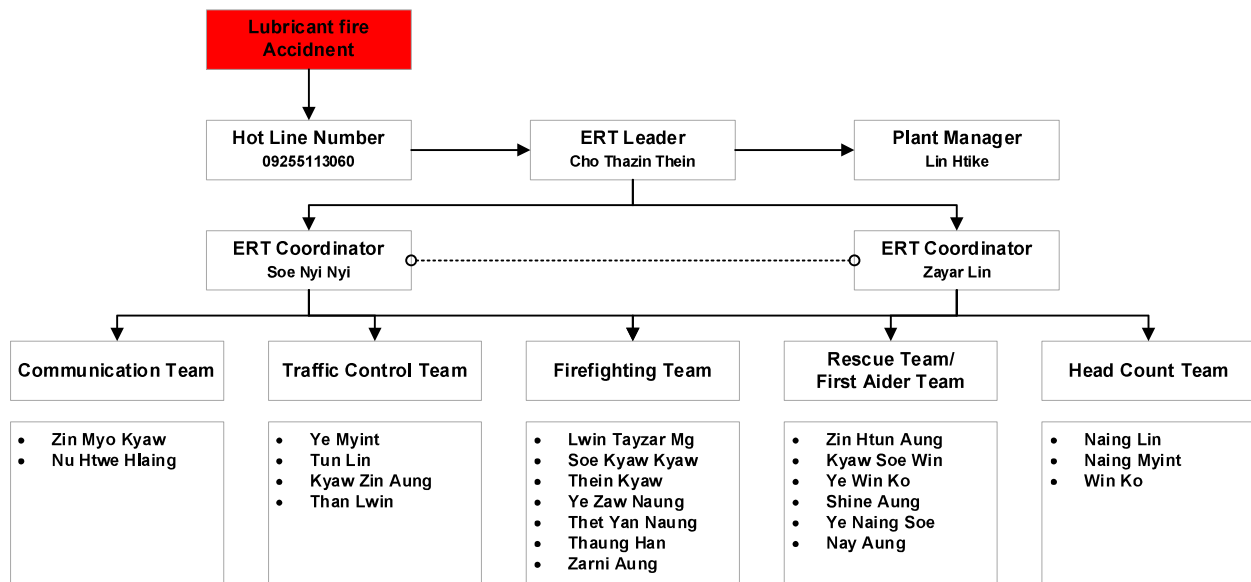 Lubricant fire
Accidnent
Hot Line Number
09255113060
ERT Leader
Cho Thazin Thein
Plant Manager
Lin Htike
ERT Coordinator
Soe Nyi Nyi
ERT Coordinator
Zayar Lin
Communication Team
Traffic Control Team
Firefighting Team
Rescue Team/
First Aider Team
Head Count Team
• Zin Myo Kyaw
• Nu Htwe Hlaing
• Ye Myint
• Tun Lin
• Kyaw Zin Aung
• Than Lwin
• Lwin Tayzar Mg
• Soe Kyaw Kyaw
• Thein Kyaw
• Ye Zaw Naung
• Thet Yan Naung
• Thaung Han
• Zarni Aung
• Zin Htun Aung
• Kyaw Soe Win
• Ye Win Ko
• Shine Aung
• Ye Naing Soe
• Nay Aung
• Naing Lin
• Naing Myint
• Win Ko